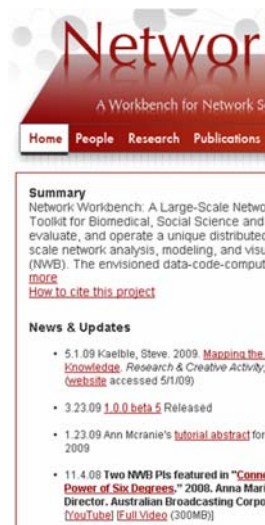 Networ
A Workbench for Network S
Home People Research Publications
Summary
Network Workbench: A Large-Scale Netwo
Toolkit for Biomedical, Social Science and
evaluate, and operate a unique distributed
scale network analysis, modeling, and visu
(NWB). The envisioned data-code-comput
more
How to cite this project
News & Updates
• 5.1.09 Kaelble, Steve. 2009. Mapping the
Knowledge. Research & Creative Activity,
(website accessed 5/1/09)
• 3.23.09 1.0.0 beta 5 Released
• 1.23.09 Ann Mcranie's tutorial abstract for
2009
• 11.4.08 Two NWB PIs featured in "Conne
Power of Six Degrees." 2008. Anna Mari
Director. Australian Broadcasting Corpo
[YouTube] [Full Video (300MB)]